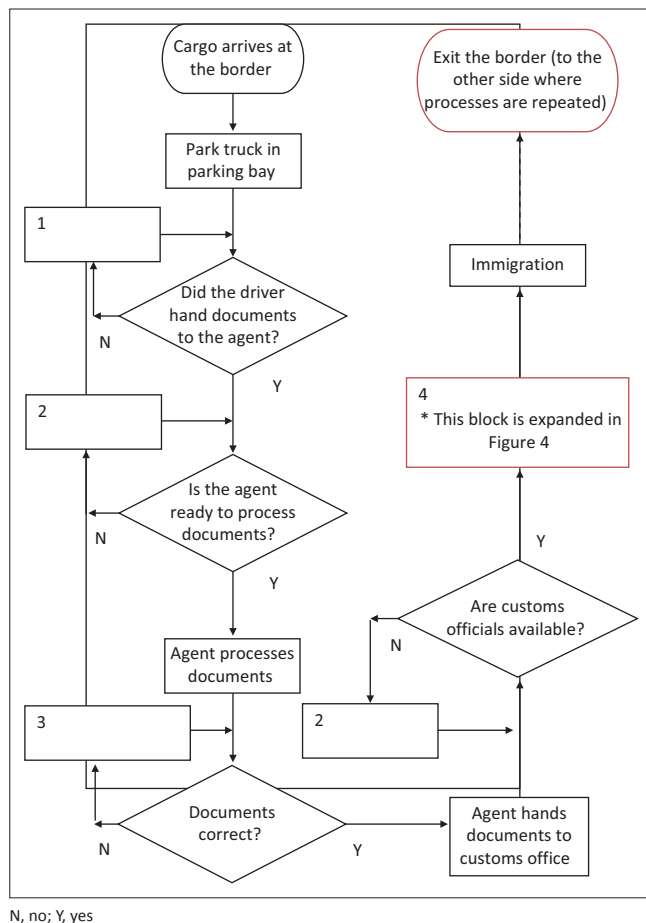 Cargo arrives at
the border
Park truck in
parking bay
1
Did the driver
hand documents
to the agent?
N
Y
2
Is the agent
ready to process
documents?
N
Y
Agent processes
documents
3
Documents
correct?
N
Y
Agent hands
documents to
customs office
2
Are customs
officials available?
N
Y
4
* This block is expanded in
Figure 4
Immigration
Exit the border (to the
other side where
processes are repeated)
N, no; Y, yes